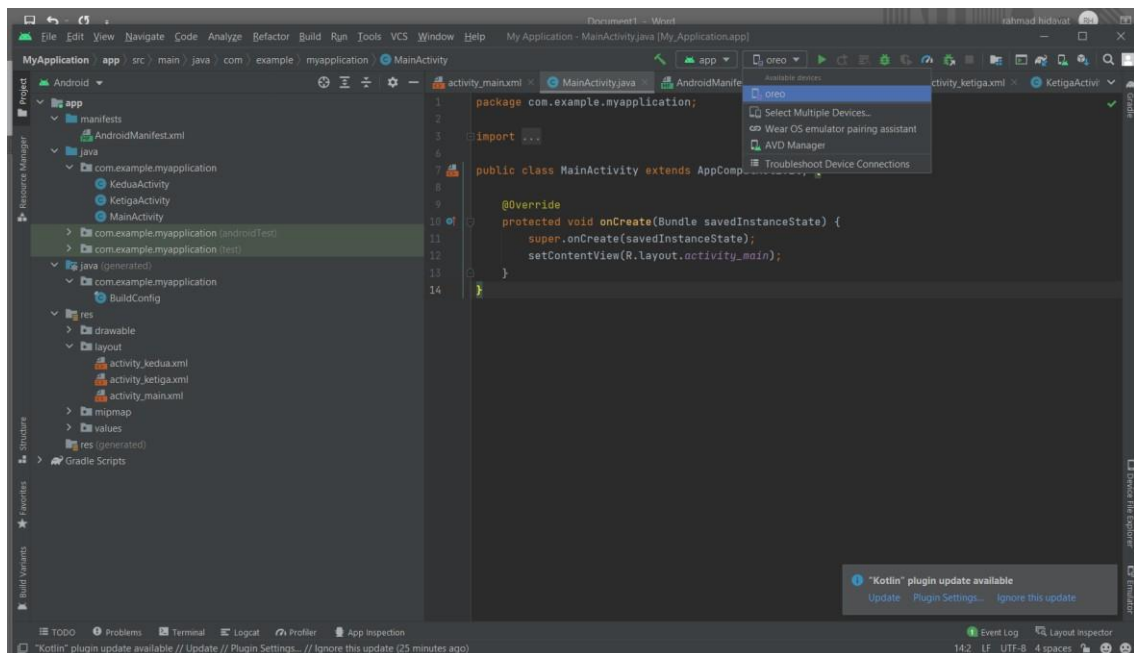 Document1 - Word
rahmad hidayat
RH
File Edit View Navigate Code Analyze Refactor Build Run Tools VCS Window Help My Application - MainActivity.java [My_Application.app]
MyApplication app src main java com example myapplication MainActivity
app
oreo
Android
activity_main.xml
MainActivity.java
AndroidManife
ctivity_ketiga.xml
KetigaActivi
Available devices
oreo
Select Multiple Devices...
Wear OS emulator pairing assistant
AVD Manager
Troubleshoot Device Connections
Project
Resource Manager
Structure
Favorites
Build Variants
app
manifests
AndroidManifest.xml
java
com.example.myapplication
KeduaActivity
KetigaActivity
MainActivity
com.example.myapplication (androidTest)
com.example.myapplication (test)
java (generated)
com.example.myapplication
BuildConfig
res
drawable
layout
activity_kedua.xml
activity_ketiga.xml
activity_main.xml
mipmap
values
res (generated)
Gradle Scripts
1 package com.example.myapplication;
2
3 import ...
6
7 public class MainActivity extends
8
9 @Override
10 protected void onCreate(Bundle savedInstanceState) {
11 super.onCreate(savedInstanceState);
12 setContentView(R.layout.activity_main);
13 }
14 }
Gradle
Device File Explorer
Emulator
"Kotlin" plugin update available
Update Plugin Settings... Ignore this update
TODO Problems Terminal Logcat Profiler App Inspection
Event Log Layout Inspector
"Kotlin" plugin update available // Update // Plugin Settings... // Ignore this update (25 minutes ago)
14:2 LF UTF-8 4 spaces